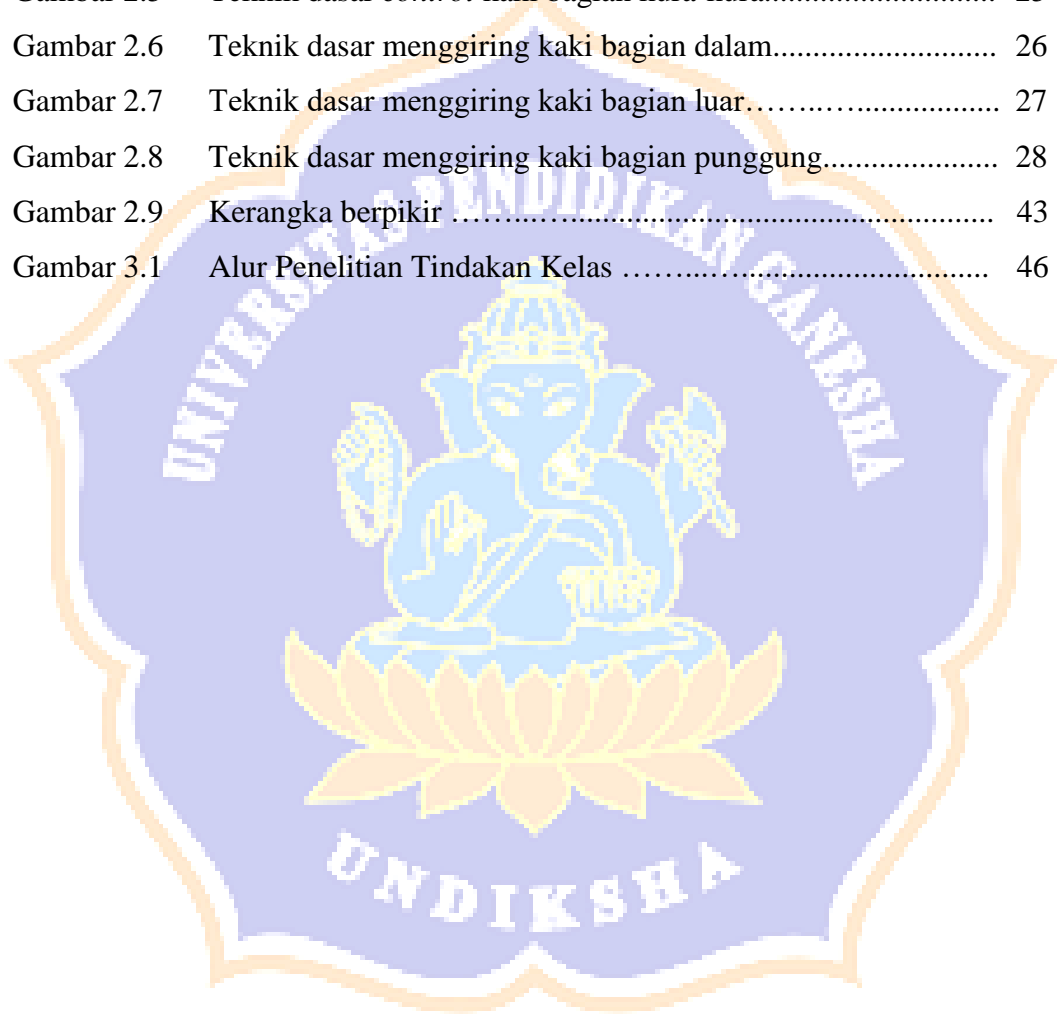 Gambar 2.6 Teknik dasar menggiring kaki bagian dalam........................... 26
Gambar 2.7 Teknik dasar menggiring kaki bagian luar……..…................. 27
Gambar 2.8 Teknik dasar menggiring kaki bagian punggung..................... 28
Gambar 2.9 Kerangka berpikir ……...…..................................................... 43
Gambar 3.1 Alur Penelitian Tindakan Kelas ……..…................................ 46
UNIVERSITAS PENDIDIKAN GANESHA
UNDIKSHA